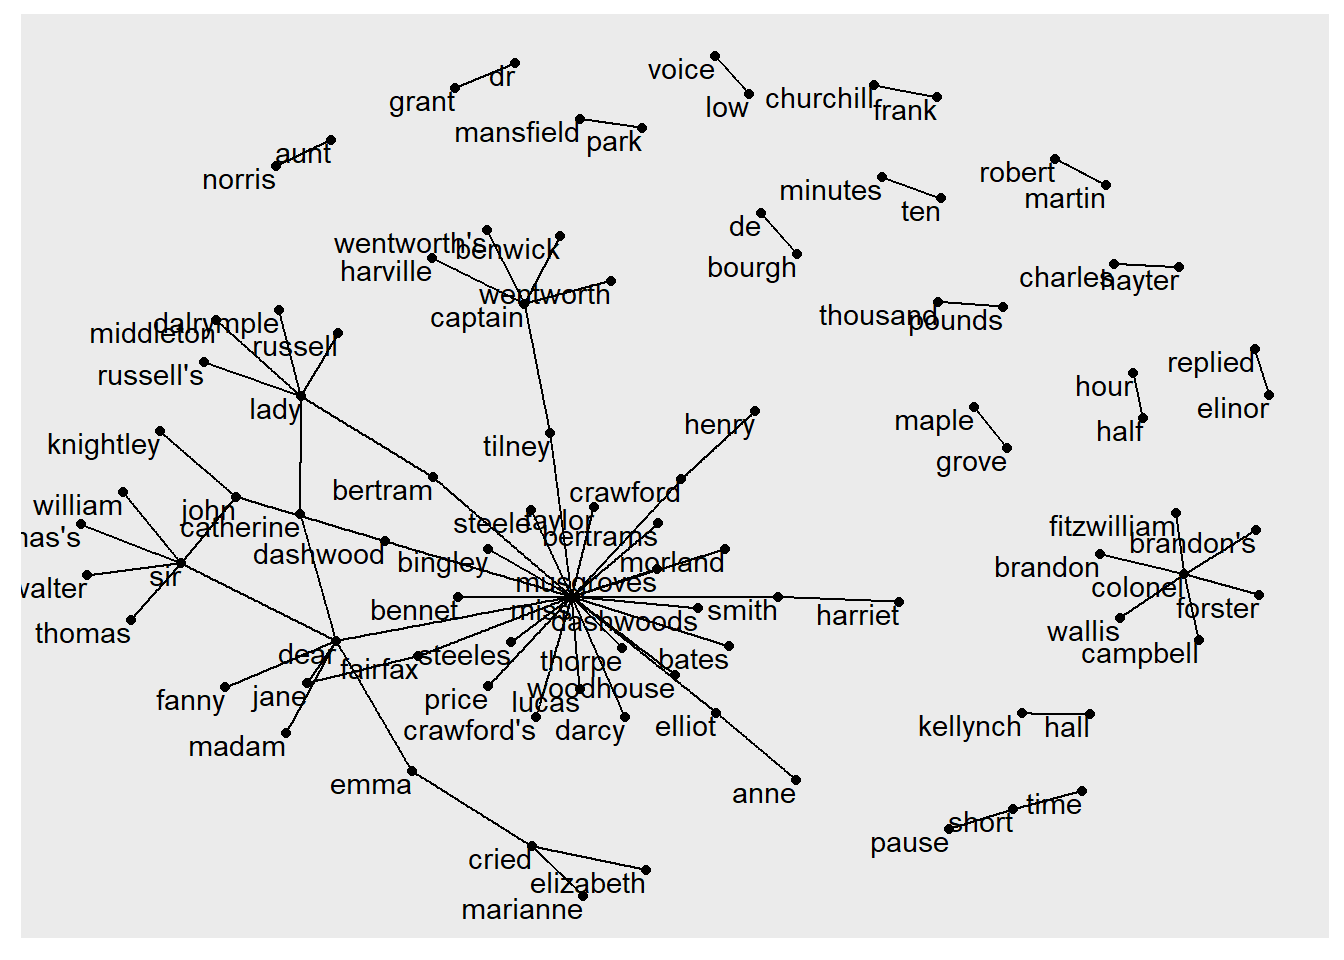 voice
dr
low
churchill
grant
frank
mansfield
park
aunt
norris
robert
minutes
martin
ten
de
wentworth's
benwick
harville
bourgh
charles
hayter
wentworth
captain
thousand
pounds
dalrymple
middleton
russell
replied
russell's
hour
lady
elinor
maple
henry
half
knightley
tilney
grove
bertram
crawford
william
john
steele
taylor
catherine
fitzwilliam
nas's
bertrams
brandon's
dashwood
bingley
morland
brandon
sir
musgroves
colonel
walter
bennet
miss
smith
forster
harriet
dashwoods
thomas
wallis
dear
steeles
campbell
fairfax
thorpe
bates
fanny
jane
woodhouse
price
lucas
crawford's
darcy
elliot
kellynch
hall
madam
emma
anne
time
short
pause
cried
elizabeth
marianne